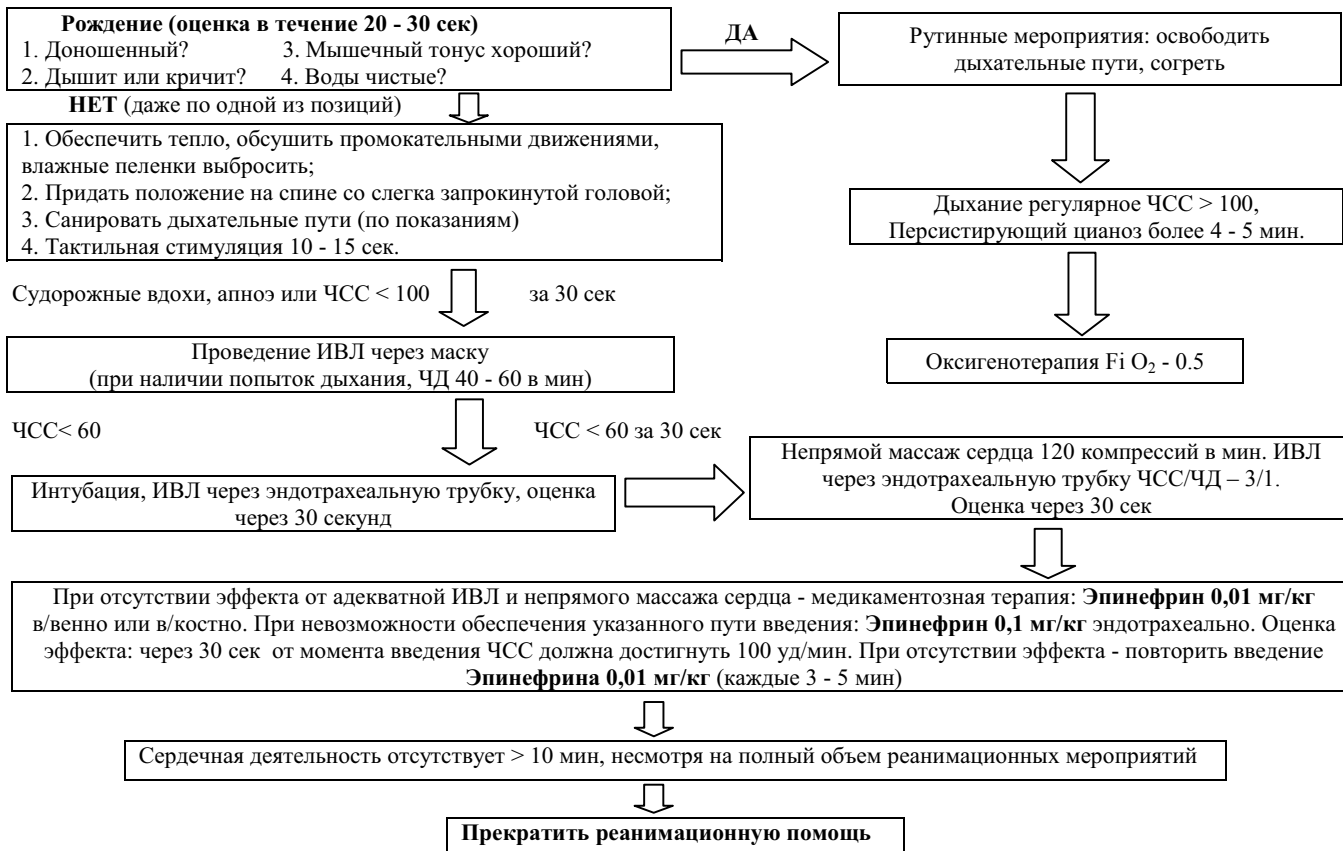 Рождение (оценка в течение 20 - 30 сек)
1. Доношенный? 3. Мышечный тонус хороший?
2. Дышит или кричит? 4. Воды чистые?
ДА
Рутинные мероприятия: освободить
дыхательные пути, согреть
НЕТ (даже по одной из позиций)
1. Обеспечить тепло, обсушить промокательными движениями,
влажные пеленки выбросить;
2. Придать положение на спине со слегка запрокинутой головой;
3. Санировать дыхательные пути (по показаниям)
4. Тактильная стимуляция 10 - 15 сек.
Дыхание регулярное ЧСС > 100,
Персистирующий цианоз более 4 - 5 мин.
Судорожные вдохи, апноэ или ЧСС < 100 за 30 сек
Проведение ИВЛ через маску
(при наличии попыток дыхания, ЧД 40 - 60 в мин)
Оксигенотерапия Fi O₂ - 0.5
ЧСС< 60 ЧСС < 60 за 30 сек
Интубация, ИВЛ через эндотрахеальную трубку, оценка
через 30 секунд
Непрямой массаж сердца 120 компрессий в мин. ИВЛ
через эндотрахеальную трубку ЧСС/ЧД – 3/1.
Оценка через 30 сек
При отсутствии эффекта от адекватной ИВЛ и непрямого массажа сердца - медикаментозная терапия: Эпинефрин 0,01 мг/кг
в/венно или в/костно. При невозможности обеспечения указанного пути введения: Эпинефрин 0,1 мг/кг эндотрахеально. Оценка
эффекта: через 30 сек от момента введения ЧСС должна достигнуть 100 уд/мин. При отсутствии эффекта - повторить введение
Эпинефрина 0,01 мг/кг (каждые 3 - 5 мин)
Сердечная деятельность отсутствует > 10 мин, несмотря на полный объем реанимационных мероприятий
Прекратить реанимационную помощь